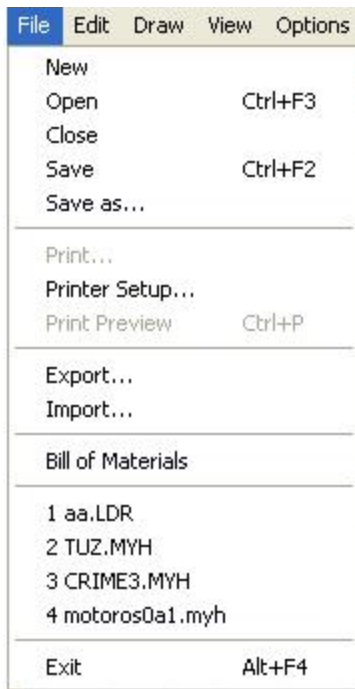 File Edit Draw View Options
New
Open Ctrl+F3
Close
Save Ctrl+F2
Save as...
Print...
Printer Setup...
Print Preview Ctrl+P
Export...
Import...
Bill of Materials
1 aa.LDR
2 TUZ.MYH
3 CRIME3.MYH
4 motoros0a1.myh
Exit Alt+F4